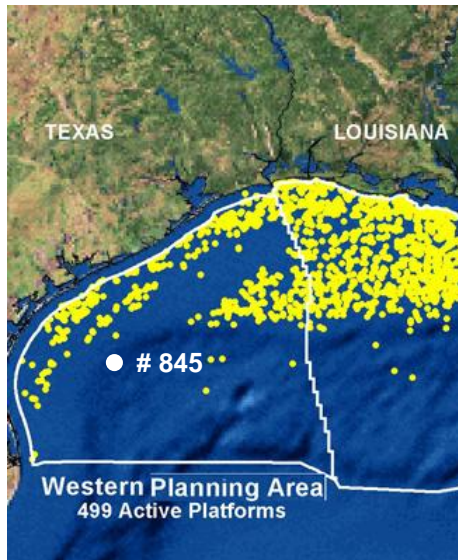 TEXAS
LOUISIANA
# 845
Western Planning Area
499 Active Platforms